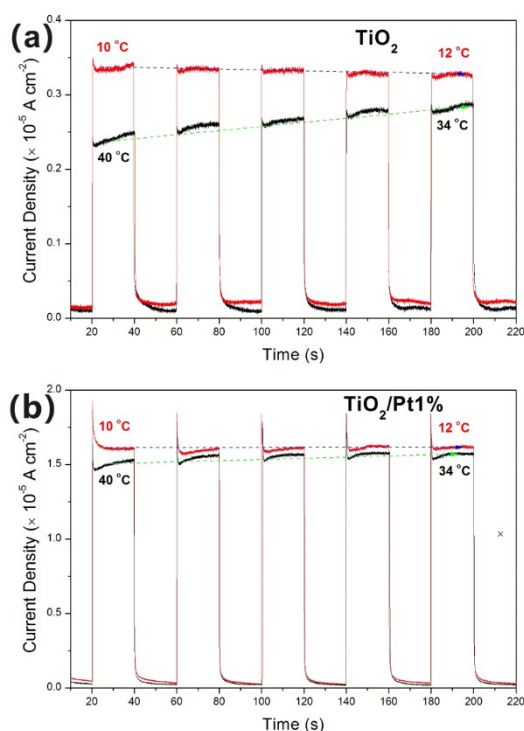 (a)
TiO2
10 °C
12 °C
40 °C
34 °C
Current Density (× 10-5 A cm-2)
0.4
0.3
0.2
0.1
0.0
20 40 60 80 100 120 140 160 180 200 220
Time (s)
(b)
TiO2/Pt1%
10 °C
12 °C
40 °C
34 °C
Current Density (× 10-5 A cm-2)
2.0
1.5
1.0
0.5
0.0
20 40 60 80 100 120 140 160 180 200 220
Time (s)